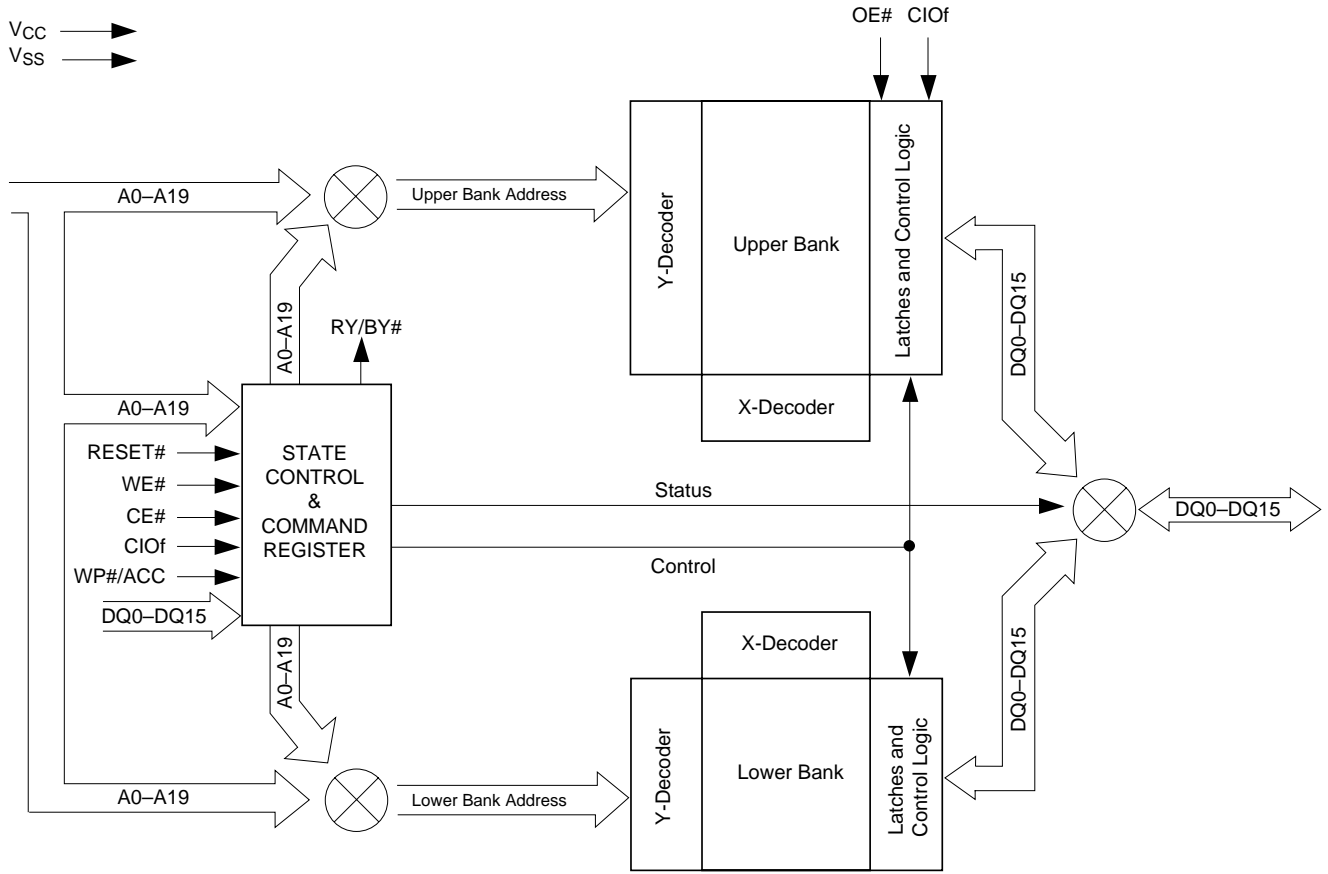 VCC
VSS
OE# CIOf
A0–A19
Upper Bank Address
Y-Decoder
Upper Bank
Latches and Control Logic
X-Decoder
DQ0–DQ15
A0–A19
RY/BY#
A0–A19
RESET#
WE#
CE#
CIOf
WP#/ACC
DQ0–DQ15
STATE
CONTROL
&
COMMAND
REGISTER
Status
Control
DQ0–DQ15
A0–A19
A0–A19
Lower Bank Address
X-Decoder
Y-Decoder
Lower Bank
Latches and
Control Logic
DQ0–DQ15